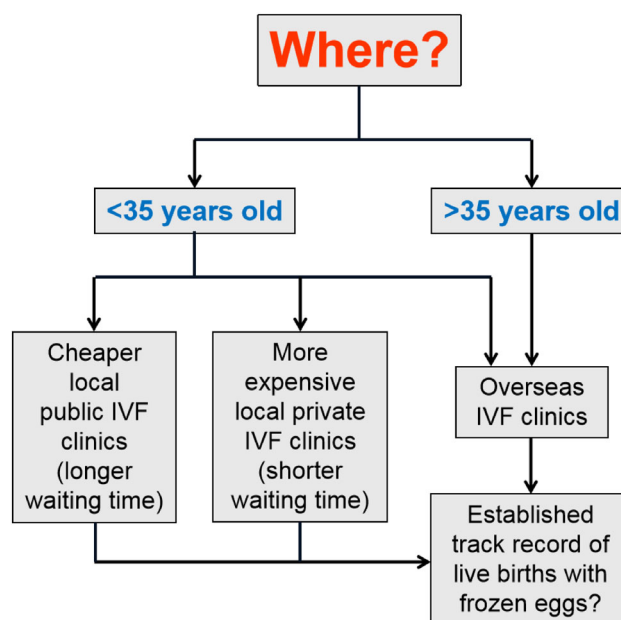 Where?
<35 years old
>35 years old
Cheaper
local
public IVF
clinics
(longer
waiting time)
More
expensive
local private
IVF clinics
(shorter
waiting time)
Overseas
IVF clinics
Established
track record of
live births with
frozen eggs?